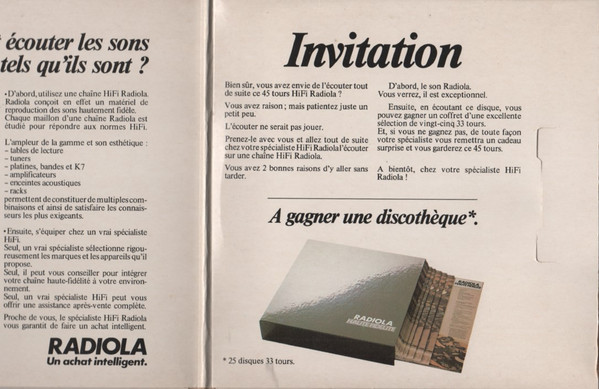 écouter les sons
tels qu'ils sont ?
•D'abord, utilisez une chaîne HiFi Radiola.
Radiola conçoit en effet un matériel de
reproduction des sons hautement fidèle.
Chaque maillon d'une chaîne Radiola est
étudié pour répondre aux normes HiFi.
L'ampleur de la gamme et son esthétique :
– tables de lecture
– tuners
– platines, bandes et K7
– amplificateurs
– enceintes acoustiques
– racks
permettent de constituer de multiples com-
binaisons et ainsi de satisfaire les connais-
seurs les plus exigeants.
•Ensuite, s'équiper chez un vrai spécialiste
HiFi.
Seul, un vrai spécialiste sélectionne rigou-
reusement les marques et les appareils qu'il
propose.
Seul, il peut vous conseiller pour intégrer
votre chaîne haute-fidélité à votre environ-
nement.
Seul, un vrai spécialiste HiFi peut vous
offrir une assistance après-vente complète.
Proche de vous, le spécialiste HiFi Radiola
vous garantit de faire un achat intelligent.
RADIOLA
Un achat intelligent.
Invitation
Bien sûr, vous avez envie de l'écouter tout
de suite ce 45 tours HiFi Radiola ?
Vous avez raison ; mais patientez juste un
petit peu.
L'écouter ne serait pas jouer.
Prenez-le avec vous et allez tout de suite
chez votre spécialiste HiFi Radiola l'écouter
sur une chaîne HiFi Radiola.
Vous avez 2 bonnes raisons d'y aller sans
tarder.
D'abord, le son Radiola.
Vous verrez, il est exceptionnel.
Ensuite, en écoutant ce disque, vous
pouvez gagner un coffret d'une excellente
sélection de vingt-cinq 33 tours.
Et, si vous ne gagnez pas, de toute façon
votre spécialiste vous remettra un cadeau
surprise et vous garderez ce 45 tours.
A bientôt, chez votre spécialiste HiFi
Radiola !
A gagner une discothèque*.
RADIOLA
RADIOLA
* 25 disques 33 tours.